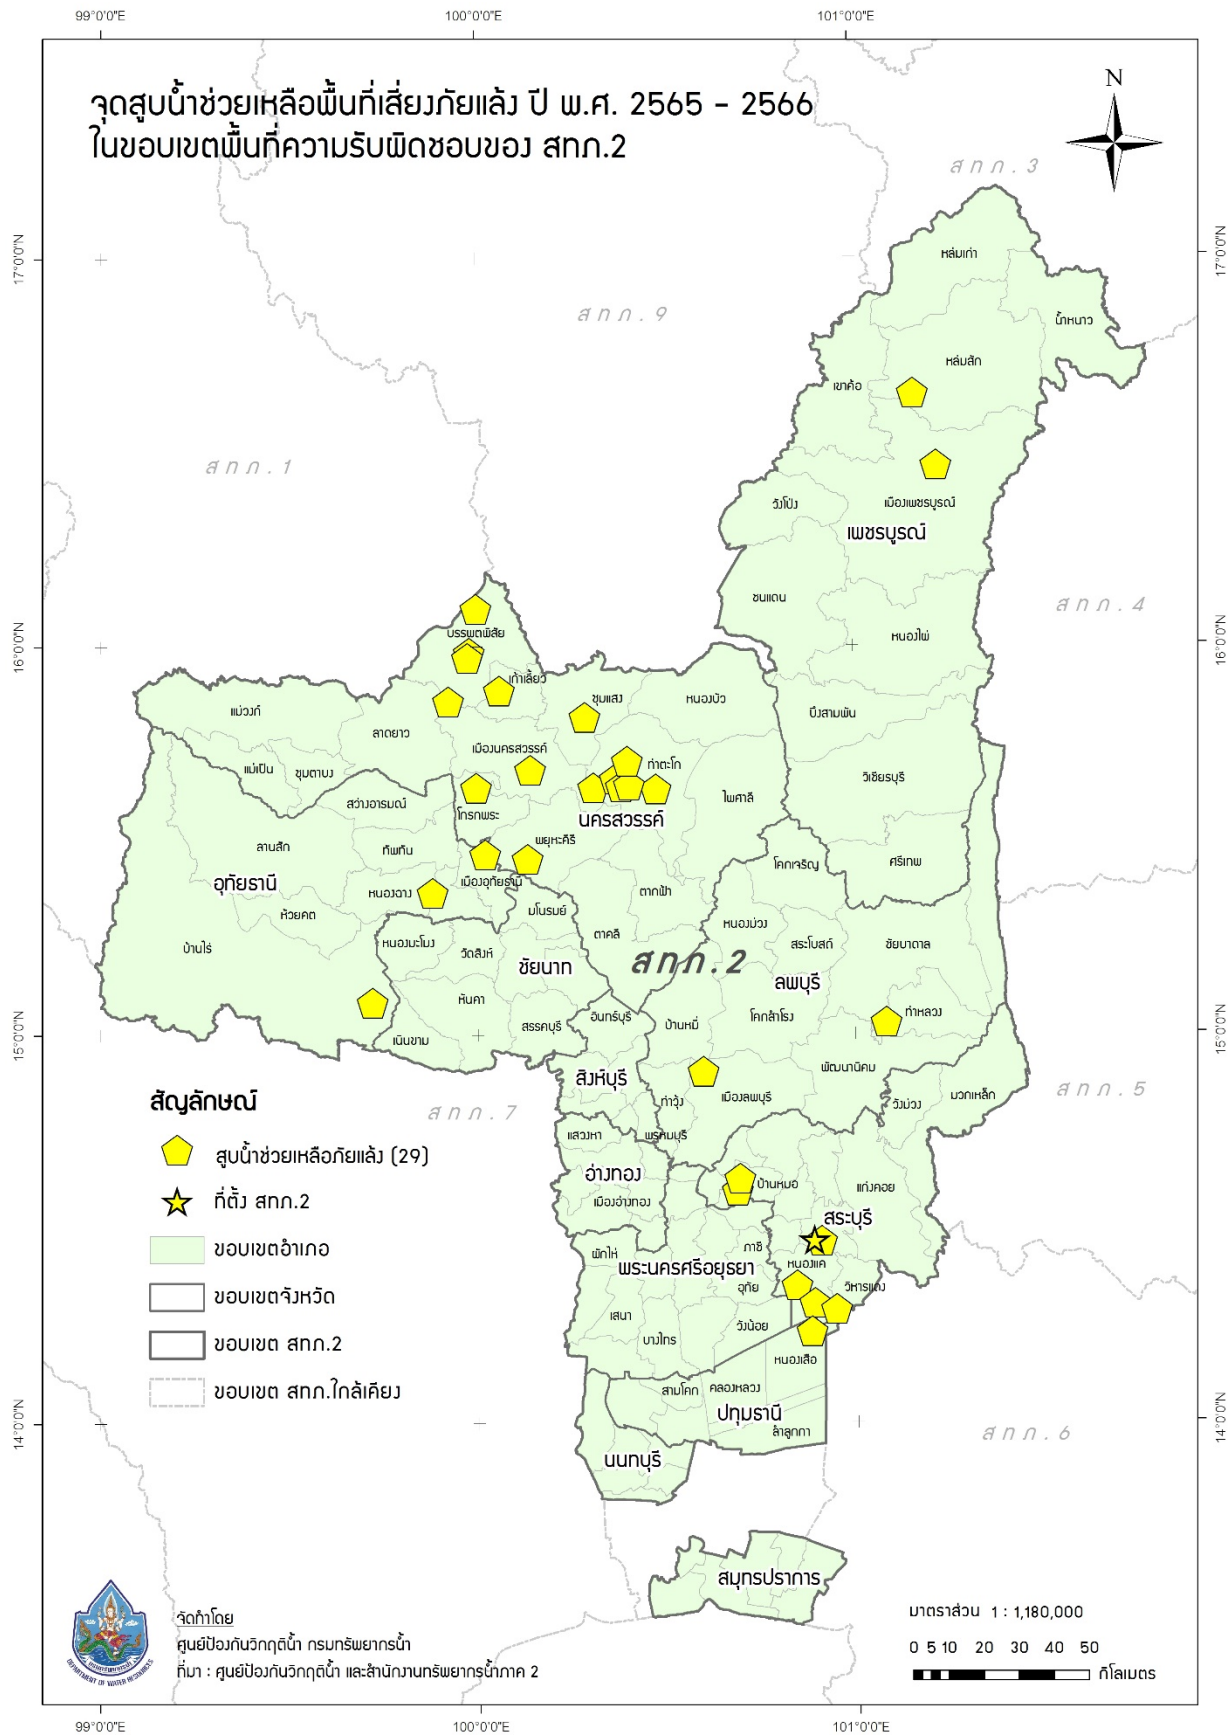 99°0'0"E
100°0'0"E
101°0'0"E
จุดสูบน้ำช่วยเหลือพื้นที่เสี่ยงภัยแล้ง ปี พ.ศ. 2565 - 2566
ในขอบเขตพื้นที่ความรับผิดชอบของ สทภ.2
N
สทภ.3
17°0'0"N
17°0'0"N
หล่มเก่า
น้ำหนาว
สทภ.9
หล่มสัก
เขาค้อ
สทภ.1
วังโป่ง
เมืองเพชรบูรณ์
เพชรบูรณ์
ชนแดน
สทภ.4
หนองไผ่
16°0'0"N
16°0'0"N
บรรพตพิสัย
เก้าเลี้ยว
ชุมแสง
หนองบัว
บึงสามพัน
แม่วงก์
ลาดยาว
เมืองนครสวรรค์
ท่าตะโก
แม่เปิน
ชุมตาบง
วิเชียรบุรี
สว่างอารมณ์
โกรกพระ
นครสวรรค์
ไพศาลี
ลานสัก
ทัพทัน
พยุหะคีรี
โคกเจริญ
ศรีเทพ
อุทัยธานี
หนองฉาง
เมืองอุทัยธานี
ตากฟ้า
ห้วยคต
มโนรมย์
หนองม่วง
บ้านไร่
หนองมะโมง
วัดสิงห์
ตาคลี
สระโบสถ์
ชัยบาดาล
ชัยนาท
สทภ.2
ลพบุรี
หันคา
สรรคบุรี
อินทร์บุรี
บ้านหมี่
โคกสำโรง
ท่าหลวง
15°0'0"N
15°0'0"N
เนินขาม
สิงห์บุรี
พัฒนานิคม
สทภ.5
ท่าวุ้ง
เมืองลพบุรี
วังม่วง
มวกเหล็ก
สทภ.7
แสวงหา
พรหมบุรี
อ่างทอง
บ้านหมอ
แก่งคอย
เมืองอ่างทอง
สระบุรี
ผักไห่
ภาชี
หนองแค
พระนครศรีอยุธยา
อุทัย
วิหารแดง
เสนา
บางไทร
วังน้อย
หนองเสือ
สามโคก
คลองหลวง
ปทุมธานี
ลำลูกกา
14°0'0"N
14°0'0"N
สทภ.6
นนทบุรี
สมุทรปราการ
สัญลักษณ์
สูบน้ำช่วยเหลือภัยแล้ง (29)
ที่ตั้ง สทภ.2
ขอบเขตอำเภอ
ขอบเขตจังหวัด
ขอบเขต สทภ.2
ขอบเขต สทภ.ใกล้เคียง
DEPARTMENT OF WATER RESOURCES
จัดทำโดย
ศูนย์ป้องกันวิกฤติน้ำ กรมทรัพยากรน้ำ
ที่มา : ศูนย์ป้องกันวิกฤติน้ำ และสำนักงานทรัพยากรน้ำภาค 2
มาตราส่วน 1 : 1,180,000
0 5 10 20 30 40 50
กิโลเมตร
99°0'0"E
100°0'0"E
101°0'0"E